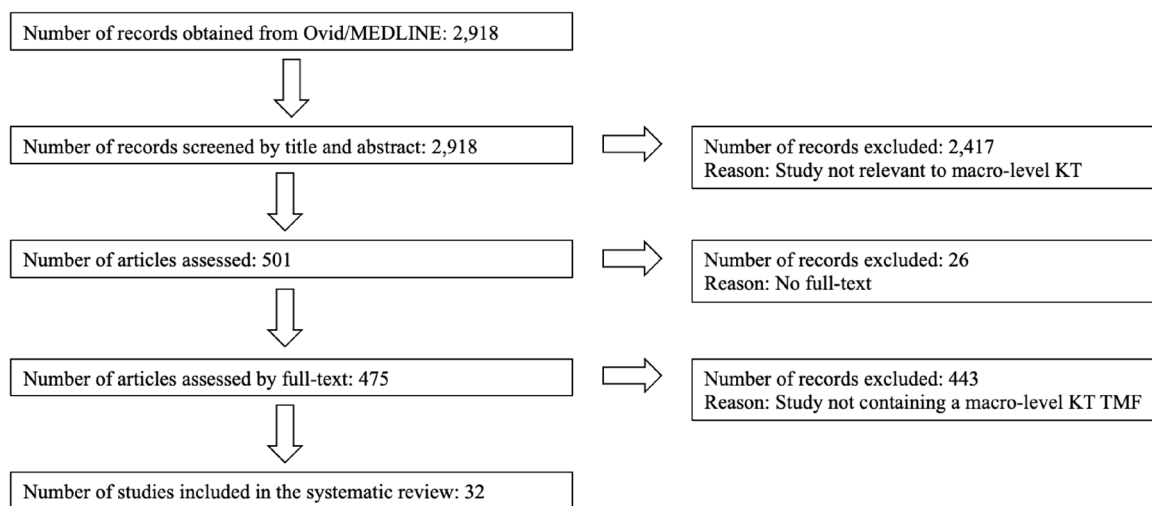 Number of records obtained from Ovid/MEDLINE: 2,918
Number of records screened by title and abstract: 2,918
Number of records excluded: 2,417
Reason: Study not relevant to macro-level KT
Number of articles assessed: 501
Number of records excluded: 26
Reason: No full-text
Number of articles assessed by full-text: 475
Number of records excluded: 443
Reason: Study not containing a macro-level KT TMF
Number of studies included in the systematic review: 32